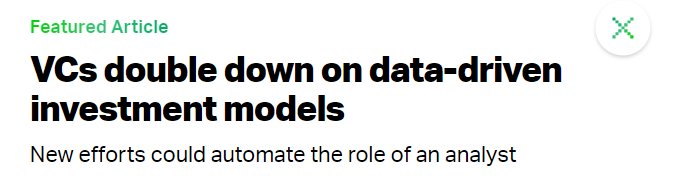 Featured Article
VCs double down on data-driven
investment models
New efforts could automate the role of an analyst